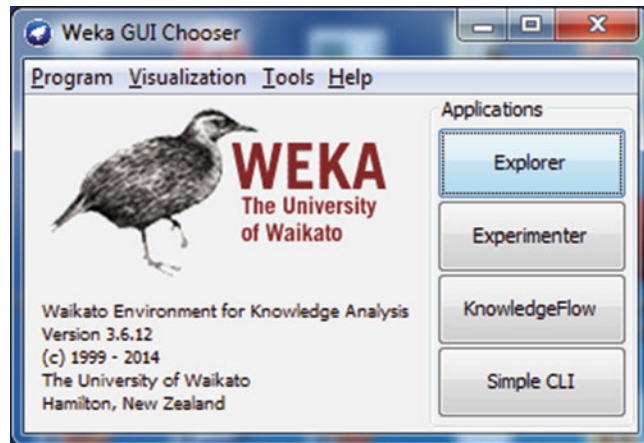 Weka GUI Chooser
Program Visualization Tools Help
WEKA
The University
of Waikato
Waikato Environment for Knowledge Analysis
Version 3.6.12
(c) 1999 - 2014
The University of Waikato
Hamilton, New Zealand
Applications
Explorer
Experimenter
KnowledgeFlow
Simple CLI